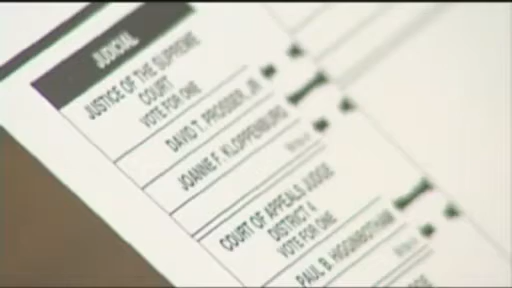 JUDICIAL
JUSTICE OF THE SUPREME
COURT
VOTE FOR ONE
DAVID T. PROSSER, JR
JOANNE F. KLOPPENBURG
COURT OF APPEALS JUDGE
DISTRICT 4
VOTE FOR ONE
PAUL B. HIGGINBOTHAM